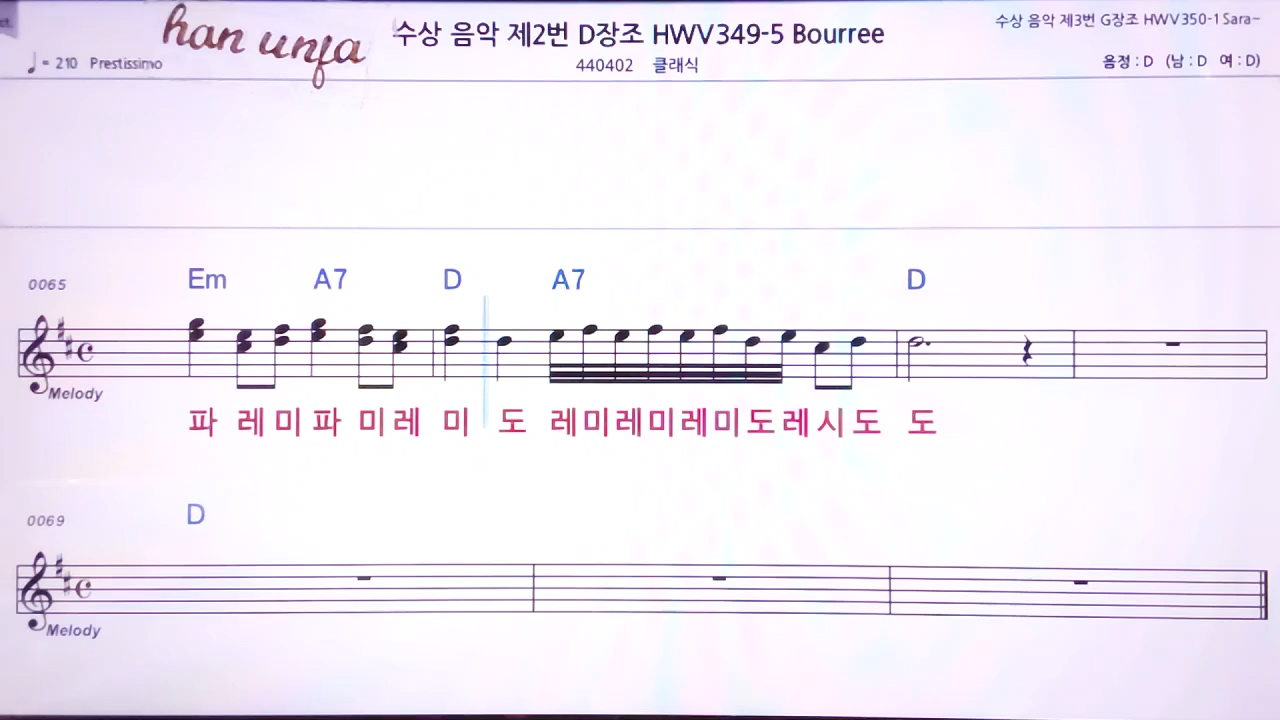 han unfa
수상 음악 제2번 D장조 HWV349-5 Bourree
수상 음악 제3번 G장조 HWV350-1 Sara~
♩ = 210 Prestissimo
440402 클래식
음정 : D (남 : D 여 : D)
0065
Em A7 D A7 D
Melody
파 레 미 파 미 레 미 도 레 미 레 미 레 미 도 레 시 도 도
0069
D
Melody